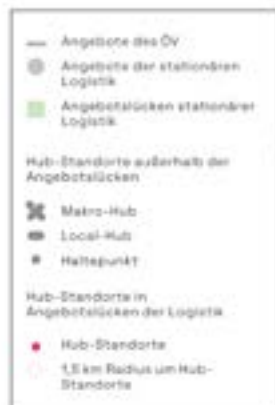 Angebote des Öv
Angebote der stationären
Logistik
Angebotslücken stationärer
Logistik
Hub-Standorte außerhalb der
Angebotslücken
Makro-Hub
Local-Hub
Haltepunkt
Hub-Standorte in
Angebotslücken der Logistik
Hub-Standorte
1,5 km Radius um Hub-
Standorte